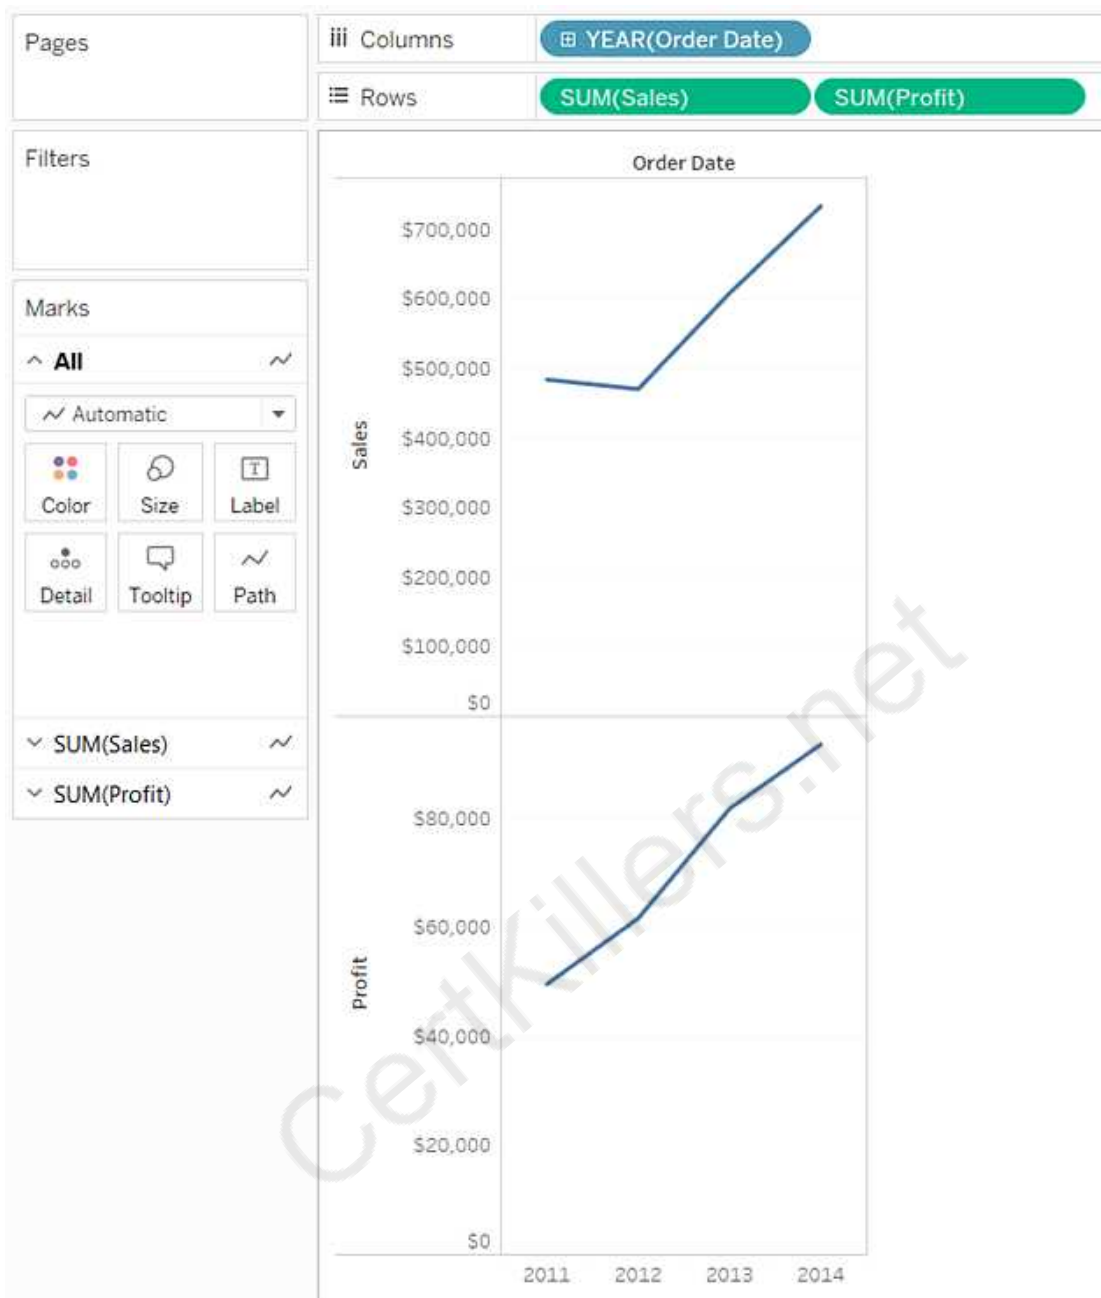 Pages
Columns
YEAR(Order Date)
Rows
SUM(Sales)
SUM(Profit)
Filters
Marks
All
Automatic
Color
Size
Label
Detail
Tooltip
Path
SUM(Sales)
SUM(Profit)
Order Date
Sales
$700,000
$600,000
$500,000
$400,000
$300,000
$200,000
$100,000
$0
Profit
$80,000
$60,000
$40,000
$20,000
$0
2011 2012 2013 2014
CertKillers.net